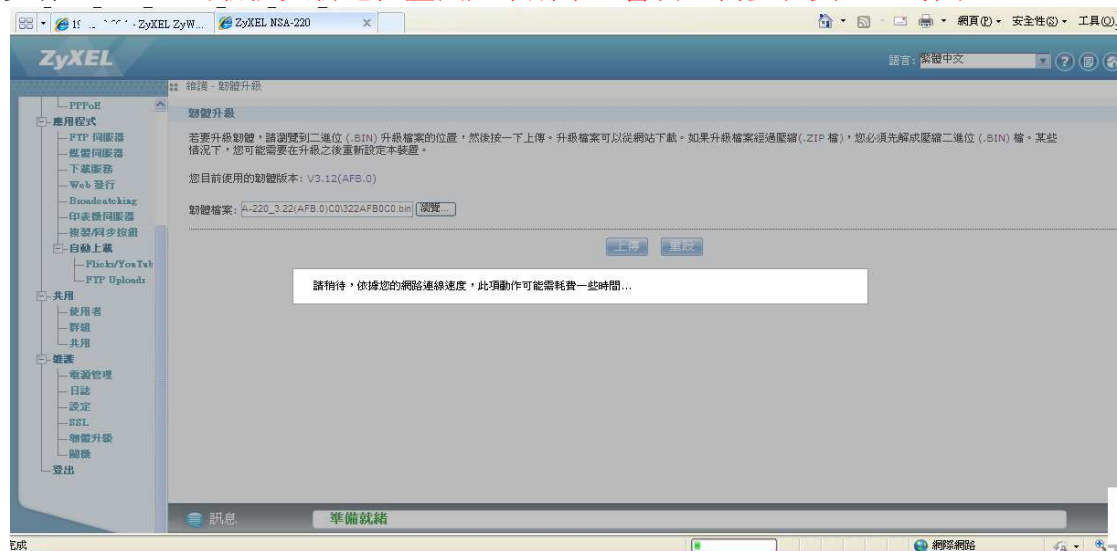 ZyXEL ZyW...
ZyXEL NSA-220
網頁(P)
安全性(S)
工具(O)
ZyXEL
語言:
繁體中文
維護 - 韌體升級
PPPoE
應用程式
FTP 伺服器
媒體伺服器
下載服務
Web 發行
Broadcatching
印表機伺服器
複製/同步按鈕
自動上載
Flickr/YouTub
FTP Uploads
共用
使用者
群組
共用
維護
電源管理
日誌
設定
SSL
韌體升級
關機
登出
韌體升級
若要升級韌體,請瀏覽到二進位 (.BIN) 升級檔案的位置,然後按一下上傳。升級檔案可以從網站下載。如果升級檔案經過壓縮(.ZIP 檔),您必須先解成壓縮二進位 (.BIN) 檔。某些
情況下,您可能需要在升級之後重新設定本裝置。
您目前使用的韌體版本: V3.12(AFB.0)
韌體檔案:
A-220_3.22(AFB.0)C0\322AFB0C0.bin
瀏覽...
上傳
重設
請稍待,依據您的網路連線速度,此項動作可能需耗費一些時間...
訊息
準備就緒
完成
網際網路